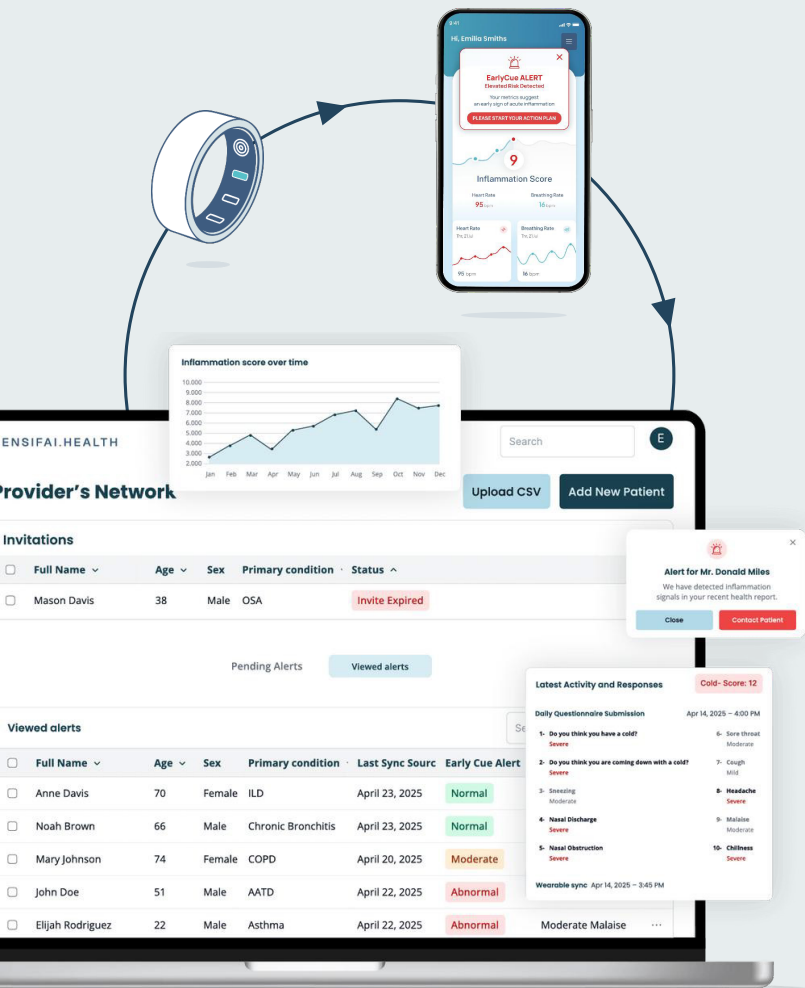 9:41
Hi, Emilia Smiths
EarlyCue ALERT
Elevated Risk Detected
Your metrics suggest
an early sign of acute inflammation
PLEASE START YOUR ACTION PLAN
9
Inflammation Score
Heart Rate
Breathing Rate
95 bpm
16 bpm
Heart Rate
Breathing Rate
95 bpm
16 bpm
Inflammation score over time
10.000
9.000
8.000
7.000
6.000
5.000
4.000
3.000
2.000
Jan Feb Mar Apr May Jun Jul Aug Sep Oct Nov Dec
ENSIFAI.HEALTH
Search
E
Provider's Network
Upload CSV
Add New Patient
Invitations
Full Name Age Sex Primary condition Status
Mason Davis 38 Male OSA Invite Expired
Alert for Mr. Donald Miles
We have detected inflammation
signals in your recent health report.
Close
Contact Patient
Pending Alerts
Viewed alerts
Viewed alerts
Se
Full Name Age Sex Primary condition Last Sync Sourc Early Cue Alert
Anne Davis 70 Female ILD April 23, 2025 Normal
Noah Brown 66 Male Chronic Bronchitis April 23, 2025 Normal
Mary Johnson 74 Female COPD April 20, 2025 Moderate
John Doe 51 Male AATD April 22, 2025 Abnormal
Elijah Rodriguez 22 Male Asthma April 22, 2025 Abnormal Moderate Malaise ...
Latest Activity and Responses
Cold- Score: 12
Daily Questionnaire Submission
Apr 14, 2025 – 4:00 PM
1- Do you think you have a cold?
Severe
2- Do you think you are coming down with a cold?
Severe
3- Sneezing
Moderate
4- Nasal Discharge
Severe
5- Nasal Obstruction
Severe
6- Sore throat
Moderate
7- Cough
Mild
8- Headache
Severe
9- Malaise
Moderate
10- Chillness
Severe
Wearable sync Apr 14, 2025 – 3:45 PM